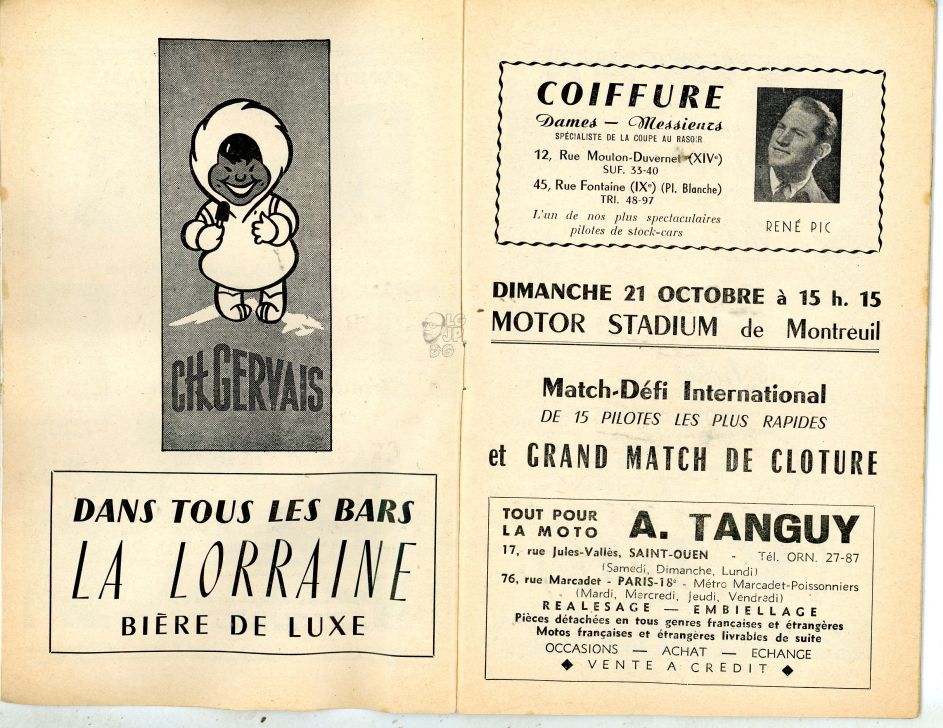 CH. GERVAIS
DANS TOUS LES BARS
LA LORRAINE
BIÈRE DE LUXE
COIFFURE
Dames — Messieurs
SPÉCIALISTE DE LA COUPE AU RASOIR
12, Rue Mouton-Duvernet (XIVe)
SUF. 33-40
45, Rue Fontaine (IXe) (Pl. Blanche)
TRI. 48-97
L'un de nos plus spectaculaires
pilotes de stock-cars
RENÉ PIC
DIMANCHE 21 OCTOBRE à 15 h. 15
MOTOR STADIUM de Montreuil
LG
JP
DG
Match-Défi International
DE 15 PILOTES LES PLUS RAPIDES
et GRAND MATCH DE CLOTURE
TOUT POUR
LA MOTO
A. TANGUY
17, rue Jules-Vallès, SAINT-OUEN - Tél. ORN. 27-87
(Samedi, Dimanche, Lundi)
76, rue Marcadet - PARIS-18e - Métro Marcadet-Poissonniers
(Mardi, Mercredi, Jeudi, Vendredi)
REALESAGE — EMBIELLAGE
Pièces détachées en tous genres françaises et étrangères
Motos françaises et étrangères livrables de suite
OCCASIONS — ACHAT — ECHANGE
◆ VENTE A CREDIT ◆